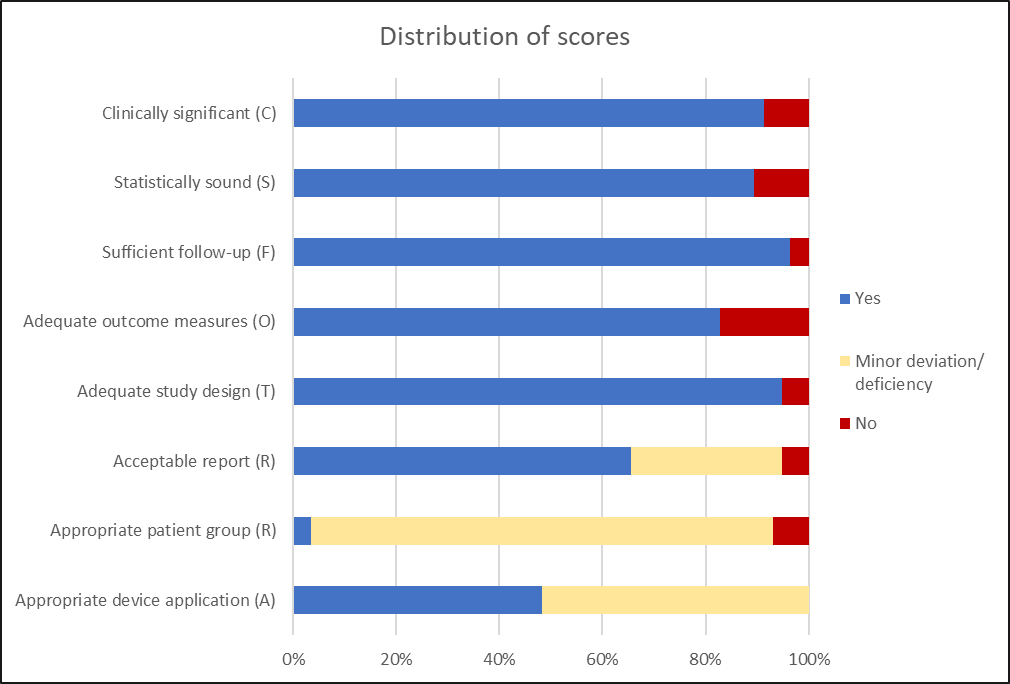 Distribution of scores
Clinically significant (C)
Statistically sound (S)
Sufficient follow-up (F)
Adequate outcome measures (O)
Adequate study design (T)
Acceptable report (R)
Appropriate patient group (R)
Appropriate device application (A)
0%
20%
40%
60%
80%
100%
Yes
Minor deviation/
deficiency
No